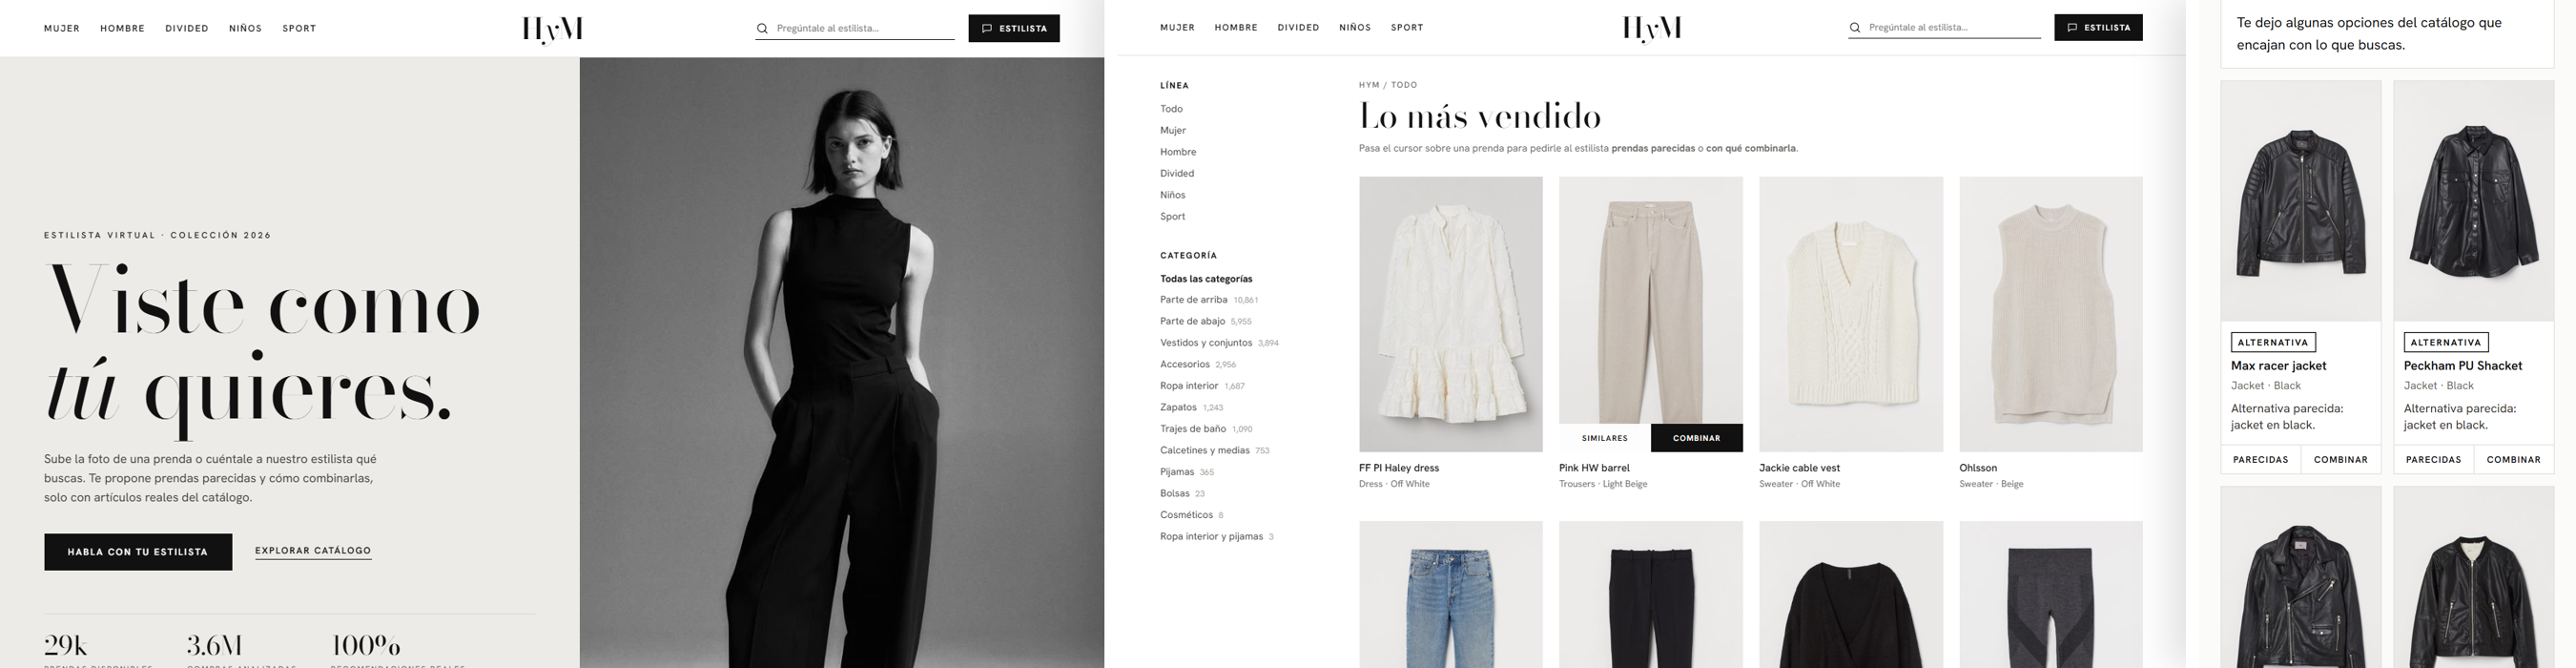 MUJER HOMBRE DIVIDED NIÑOS SPORT
HyM
Pregúntale al estilista...
ESTILISTA
ESTILISTA VIRTUAL · COLECCIÓN 2026
Viste como
tú quieres.
Sube la foto de una prenda o cuéntale a nuestro estilista qué
buscas. Te propone prendas parecidas y cómo combinarlas,
solo con artículos reales del catálogo.
HABLA CON TU ESTILISTA
EXPLORAR CATÁLOGO
29k 3.6M 100%
MUJER HOMBRE DIVIDED NIÑOS SPORT
HyM
Pregúntale al estilista...
ESTILISTA
LÍNEA
Todo
Mujer
Hombre
Divided
Niños
Sport
CATEGORÍA
Todas las categorías
Parte de arriba 10,861
Parte de abajo 5,955
Vestidos y conjuntos 3,894
Accesorios 2,956
Ropa interior 1,687
Zapatos 1,243
Trajes de baño 1,090
Calcetines y medias 753
Pijamas 365
Bolsas 23
Cosméticos 8
Ropa interior y pijamas 3
HYM / TODO
Lo más vendido
Pasa el cursor sobre una prenda para pedirle al estilista prendas parecidas o con qué combinarla.
SIMILARES COMBINAR
FF PI Haley dress
Dress · Off White
Pink HW barrel
Trousers · Light Beige
Jackie cable vest
Sweater · Off White
Ohlsson
Sweater · Beige
Te dejo algunas opciones del catálogo que
encajan con lo que buscas.
ALTERNATIVA
Max racer jacket
Jacket · Black
Alternativa parecida:
jacket en black.
PARECIDAS COMBINAR
ALTERNATIVA
Peckham PU Shacket
Jacket · Black
Alternativa parecida:
jacket en black.
PARECIDAS COMBINAR